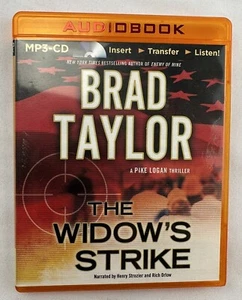 AUDIOBOOK
MP3-CD Insert ▸ Transfer ▸ Listen!
BRAD
NEW YORK TIMES BESTSELLING AUTHOR OF ENEMY OF MINE
TAYLOR
A PIKE LOGAN THRILLER
THE
WIDOW'S
STRIKE
Narrated by Henry Strozier and Rich Orlow